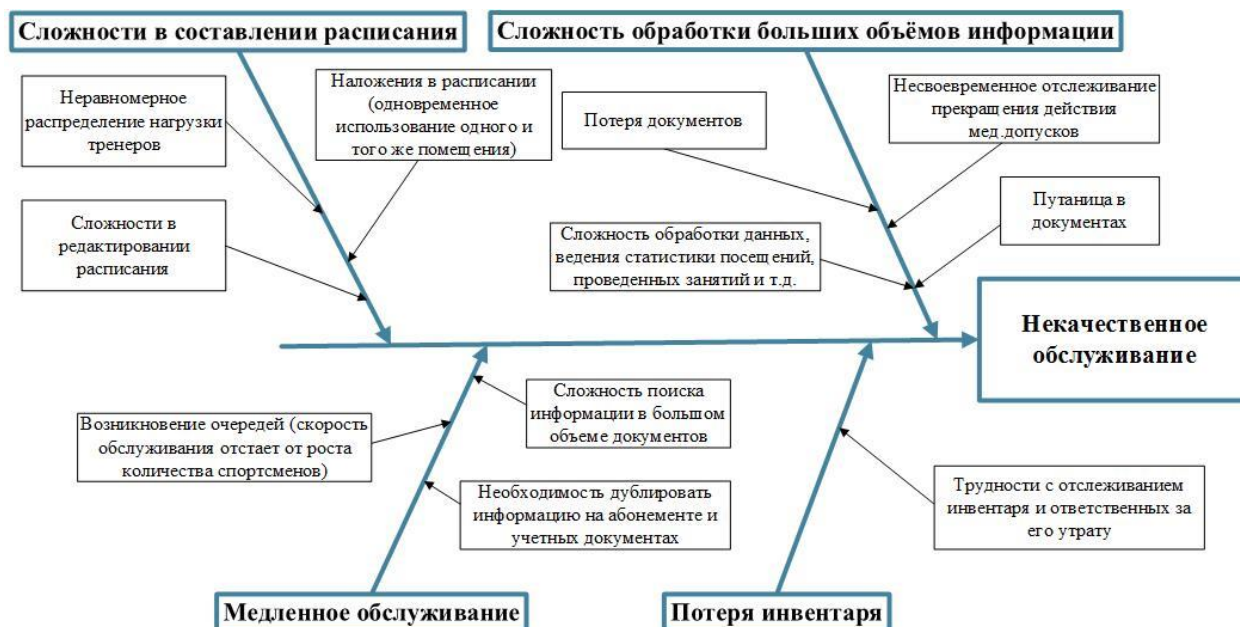 Сложности в составлении расписания
Сложность обработки больших объёмов информации
Неравномерное
распределение нагрузки
тренеров
Наложения в расписании
(одновременное
использование одного и
того же помещения)
Потеря документов
Несвоевременное отслеживание
прекращения действия
мед.допусков
Сложности в
редактировании
расписания
Сложность обработки данных,
ведения статистики посещений,
проведенных занятий и т.д.
Путаница в
документах
Некачественное
обслуживание
Возникновение очередей (скорость
обслуживания отстает от роста
количества спортсменов)
Сложность поиска
информации в большом
объеме документов
Необходимость дублировать
информацию на абонементе и
учетных документах
Трудности с отслеживанием
инвентаря и ответственных за
его утрату
Медленное обслуживание
Потеря инвентаря